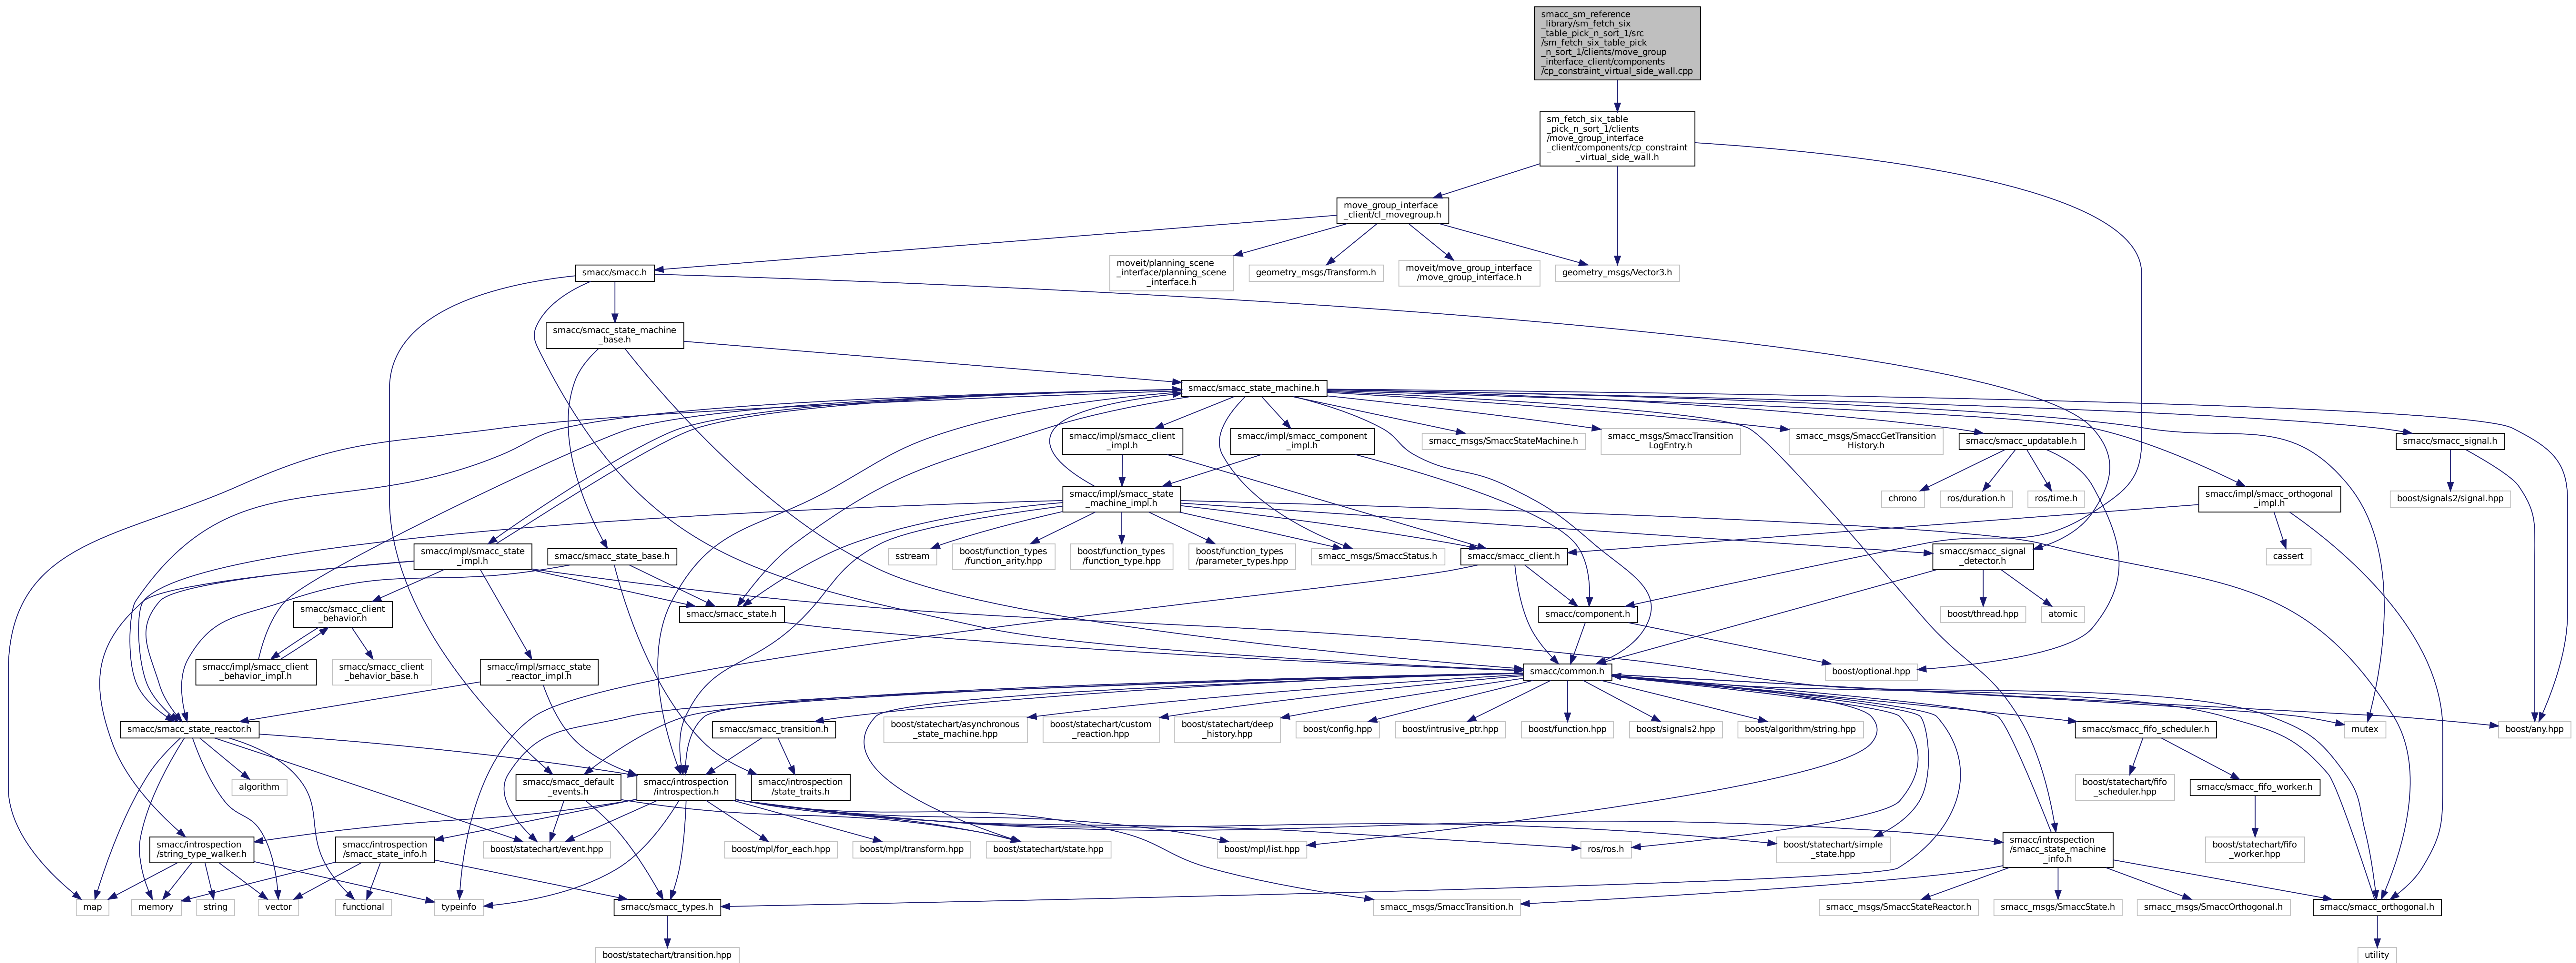 smacc_sm_reference
_library/sm_fetch_six
_table_pick_n_sort_1/src
/sm_fetch_six_table_pick
_n_sort_1/clients/move_group
_interface_client/components
/cp_constraint_virtual_side_wall.cpp
sm_fetch_six_table
_pick_n_sort_1/clients
/move_group_interface
_client/components/cp_constraint
_virtual_side_wall.h
move_group_interface
_client/cl_movegroup.h
smacc/smacc.h
moveit/planning_scene
_interface/planning_scene
_interface.h
geometry_msgs/Transform.h
moveit/move_group_interface
/move_group_interface.h
geometry_msgs/Vector3.h
smacc/smacc_state_machine
_base.h
smacc/smacc_state_machine.h
smacc/impl/smacc_client
_impl.h
smacc/impl/smacc_component
_impl.h
smacc_msgs/SmaccStateMachine.h
smacc_msgs/SmaccTransition
LogEntry.h
smacc_msgs/SmaccGetTransition
History.h
smacc/smacc_updatable.h
smacc/smacc_signal.h
smacc/impl/smacc_state
_machine_impl.h
chrono
ros/duration.h
ros/time.h
smacc/impl/smacc_orthogonal
_impl.h
boost/signals2/signal.hpp
smacc/impl/smacc_state
_impl.h
smacc/smacc_state_base.h
sstream
boost/function_types
/function_arity.hpp
boost/function_types
/function_type.hpp
boost/function_types
/parameter_types.hpp
smacc_msgs/SmaccStatus.h
smacc/smacc_client.h
smacc/smacc_signal
_detector.h
cassert
smacc/smacc_client
_behavior.h
smacc/smacc_state.h
smacc/component.h
boost/thread.hpp
atomic
smacc/impl/smacc_client
_behavior_impl.h
smacc/smacc_client
_behavior_base.h
smacc/impl/smacc_state
_reactor_impl.h
smacc/common.h
boost/optional.hpp
smacc/smacc_state_reactor.h
smacc/smacc_transition.h
boost/statechart/asynchronous
_state_machine.hpp
boost/statechart/custom
_reaction.hpp
boost/statechart/deep
_history.hpp
boost/config.hpp
boost/intrusive_ptr.hpp
boost/function.hpp
boost/signals2.hpp
boost/algorithm/string.hpp
smacc/smacc_fifo_scheduler.h
mutex
boost/any.hpp
algorithm
smacc/smacc_default
_events.h
smacc/introspection
/introspection.h
smacc/introspection
/state_traits.h
boost/statechart/fifo
_scheduler.hpp
smacc/smacc_fifo_worker.h
smacc/introspection
/string_type_walker.h
smacc/introspection
/smacc_state_info.h
boost/statechart/event.hpp
boost/mpl/for_each.hpp
boost/mpl/transform.hpp
boost/statechart/state.hpp
boost/mpl/list.hpp
ros/ros.h
boost/statechart/simple
_state.hpp
smacc/introspection
/smacc_state_machine
_info.h
boost/statechart/fifo
_worker.hpp
map
memory
string
vector
functional
typeinfo
smacc/smacc_types.h
smacc_msgs/SmaccTransition.h
smacc_msgs/SmaccStateReactor.h
smacc_msgs/SmaccState.h
smacc_msgs/SmaccOrthogonal.h
smacc/smacc_orthogonal.h
boost/statechart/transition.hpp
utility